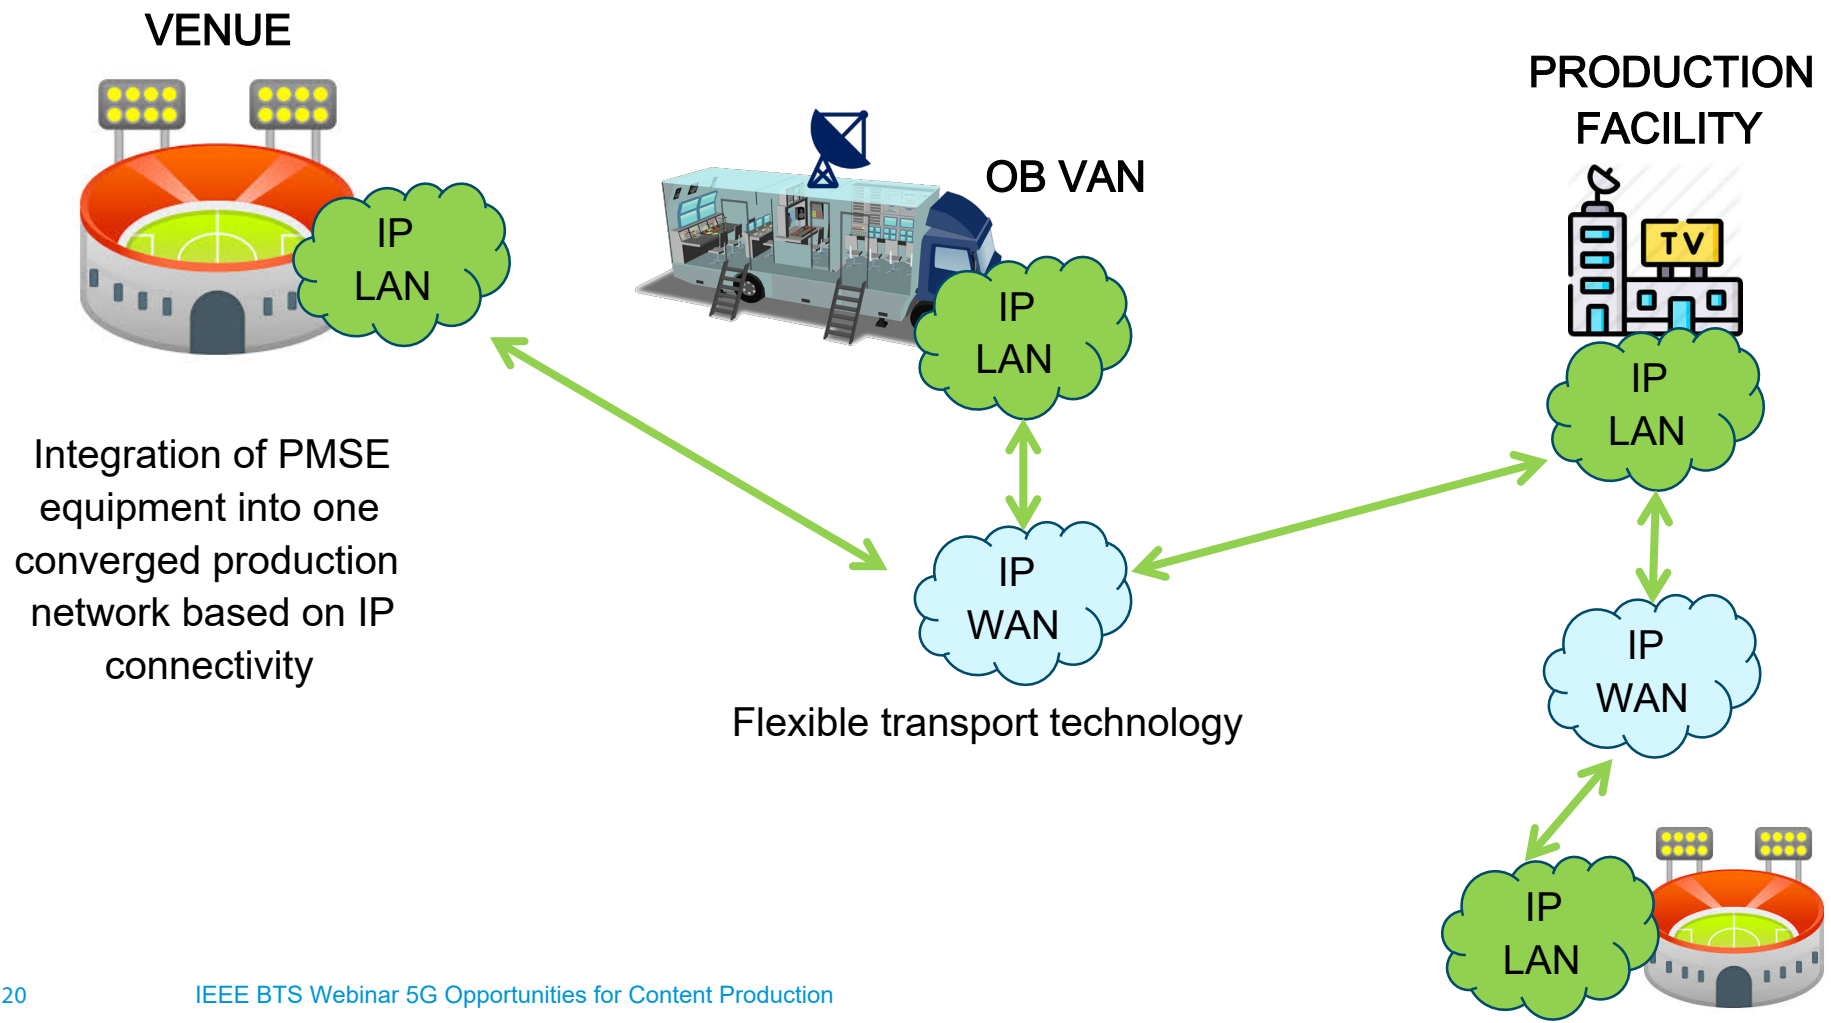 VENUE
PRODUCTION
FACILITY
OB VAN
TV
IP
LAN
IP
LAN
IP
LAN
Integration of PMSE
equipment into one
converged production
network based on IP
connectivity
IP
WAN
IP
WAN
Flexible transport technology
IP
LAN
20
IEEE BTS Webinar 5G Opportunities for Content Production